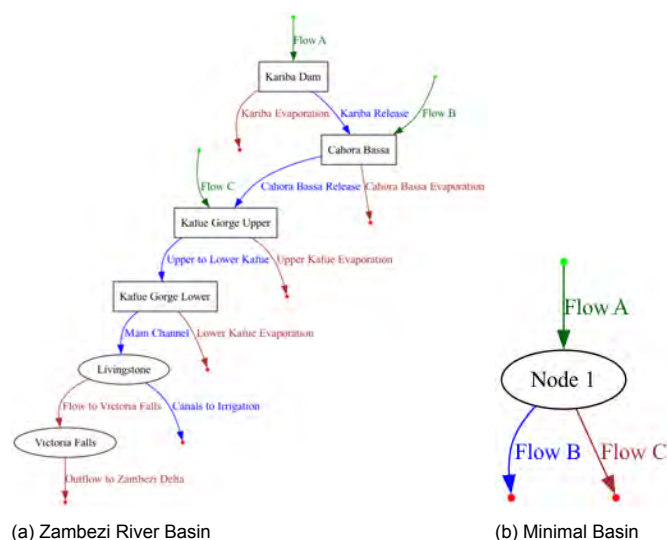 Flow A
Kariba Dam
Kariba Evaporation
Kariba Release
Flow B
Cahora Bassa
Flow C
Cahora Bassa Release
Cahora Bassa Evaporation
Kafue Gorge Upper
Upper to Lower Kafue
Upper Kafue Evaporation
Kafue Gorge Lower
Main Channel
Lower Kafue Evaporation
Livingstone
Flow to Victoria Falls
Canals to Irrigation
Victoria Falls
Outflow to Zambezi Delta
(a) Zambezi River Basin
Flow A
Node 1
Flow B
Flow C
(b) Minimal Basin